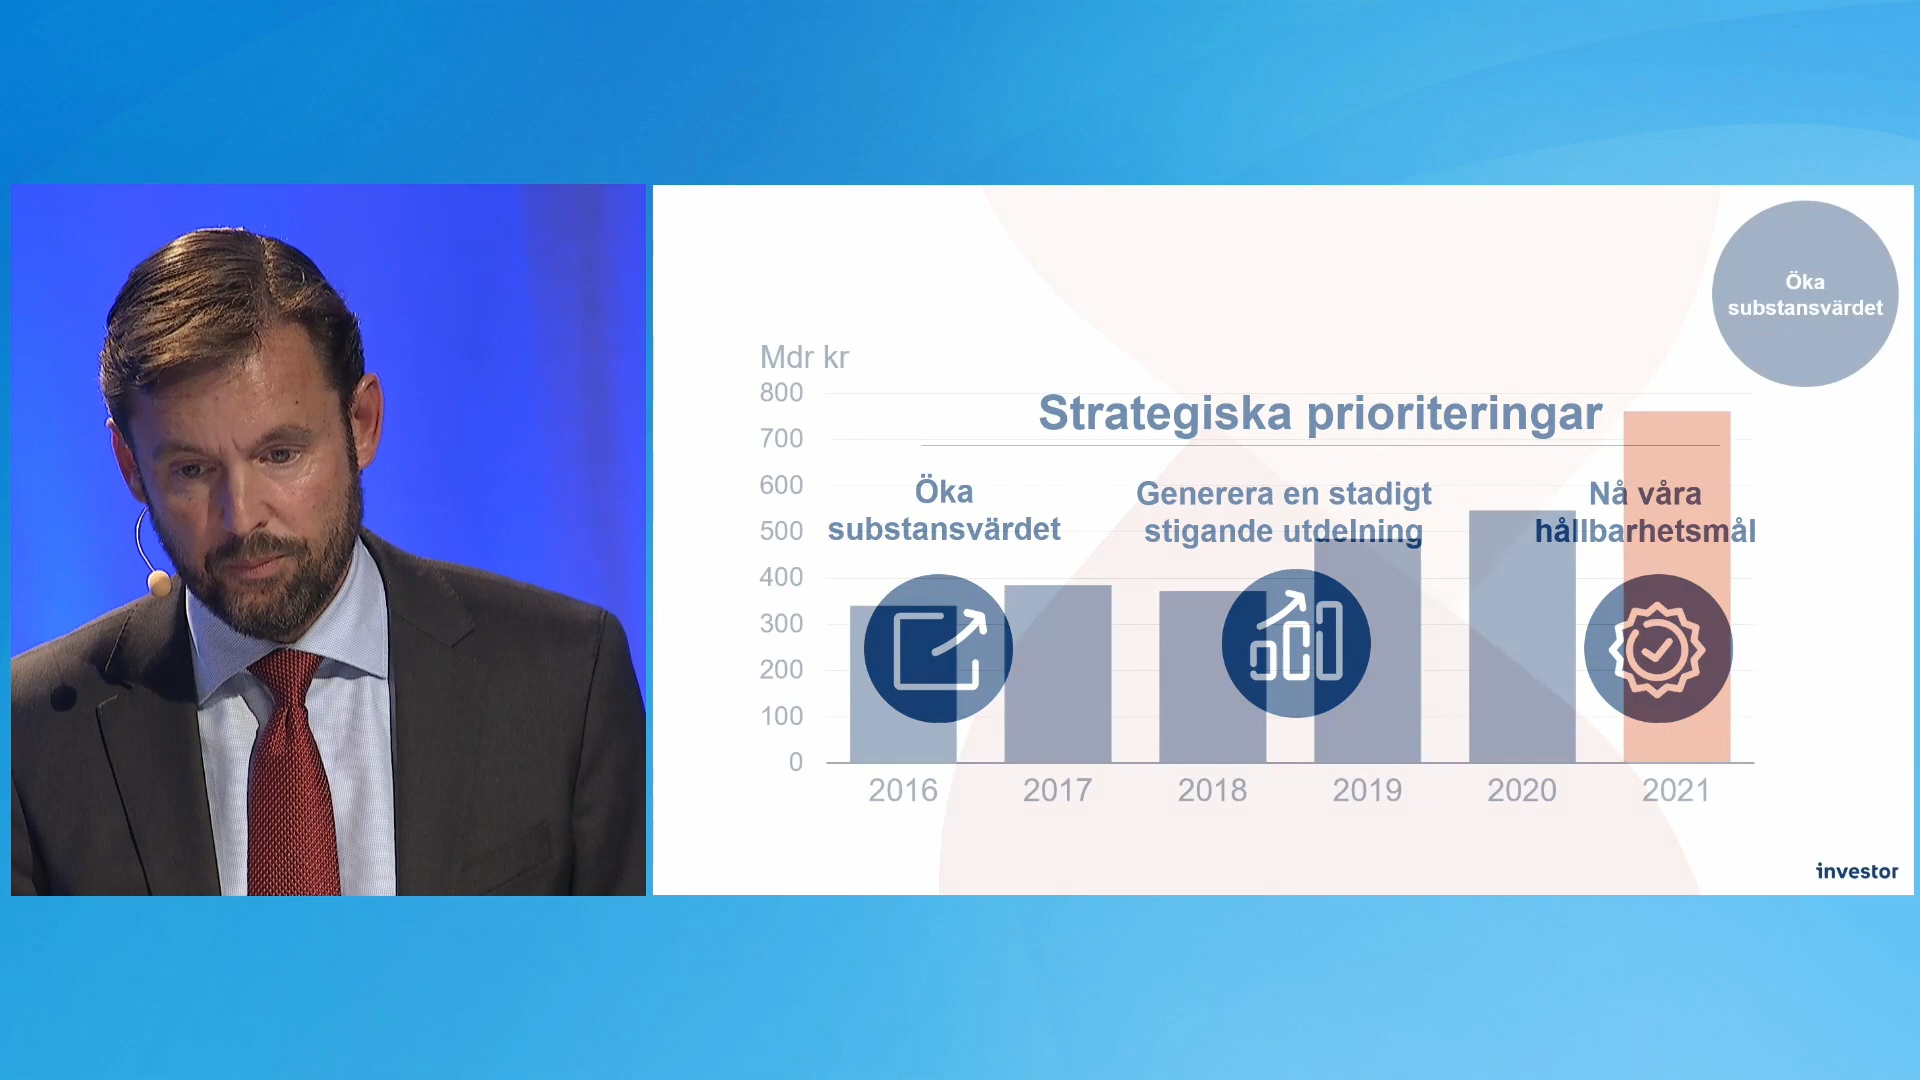 Öka
substansvärdet
Mdr kr
800
700
600
500
400
300
200
100
0
Strategiska prioriteringar
Öka
substansvärdet
Generera en stadigt
stigande utdelning
Nå våra
hållbarhetsmål
2016
2017
2018
2019
2020
2021
investor